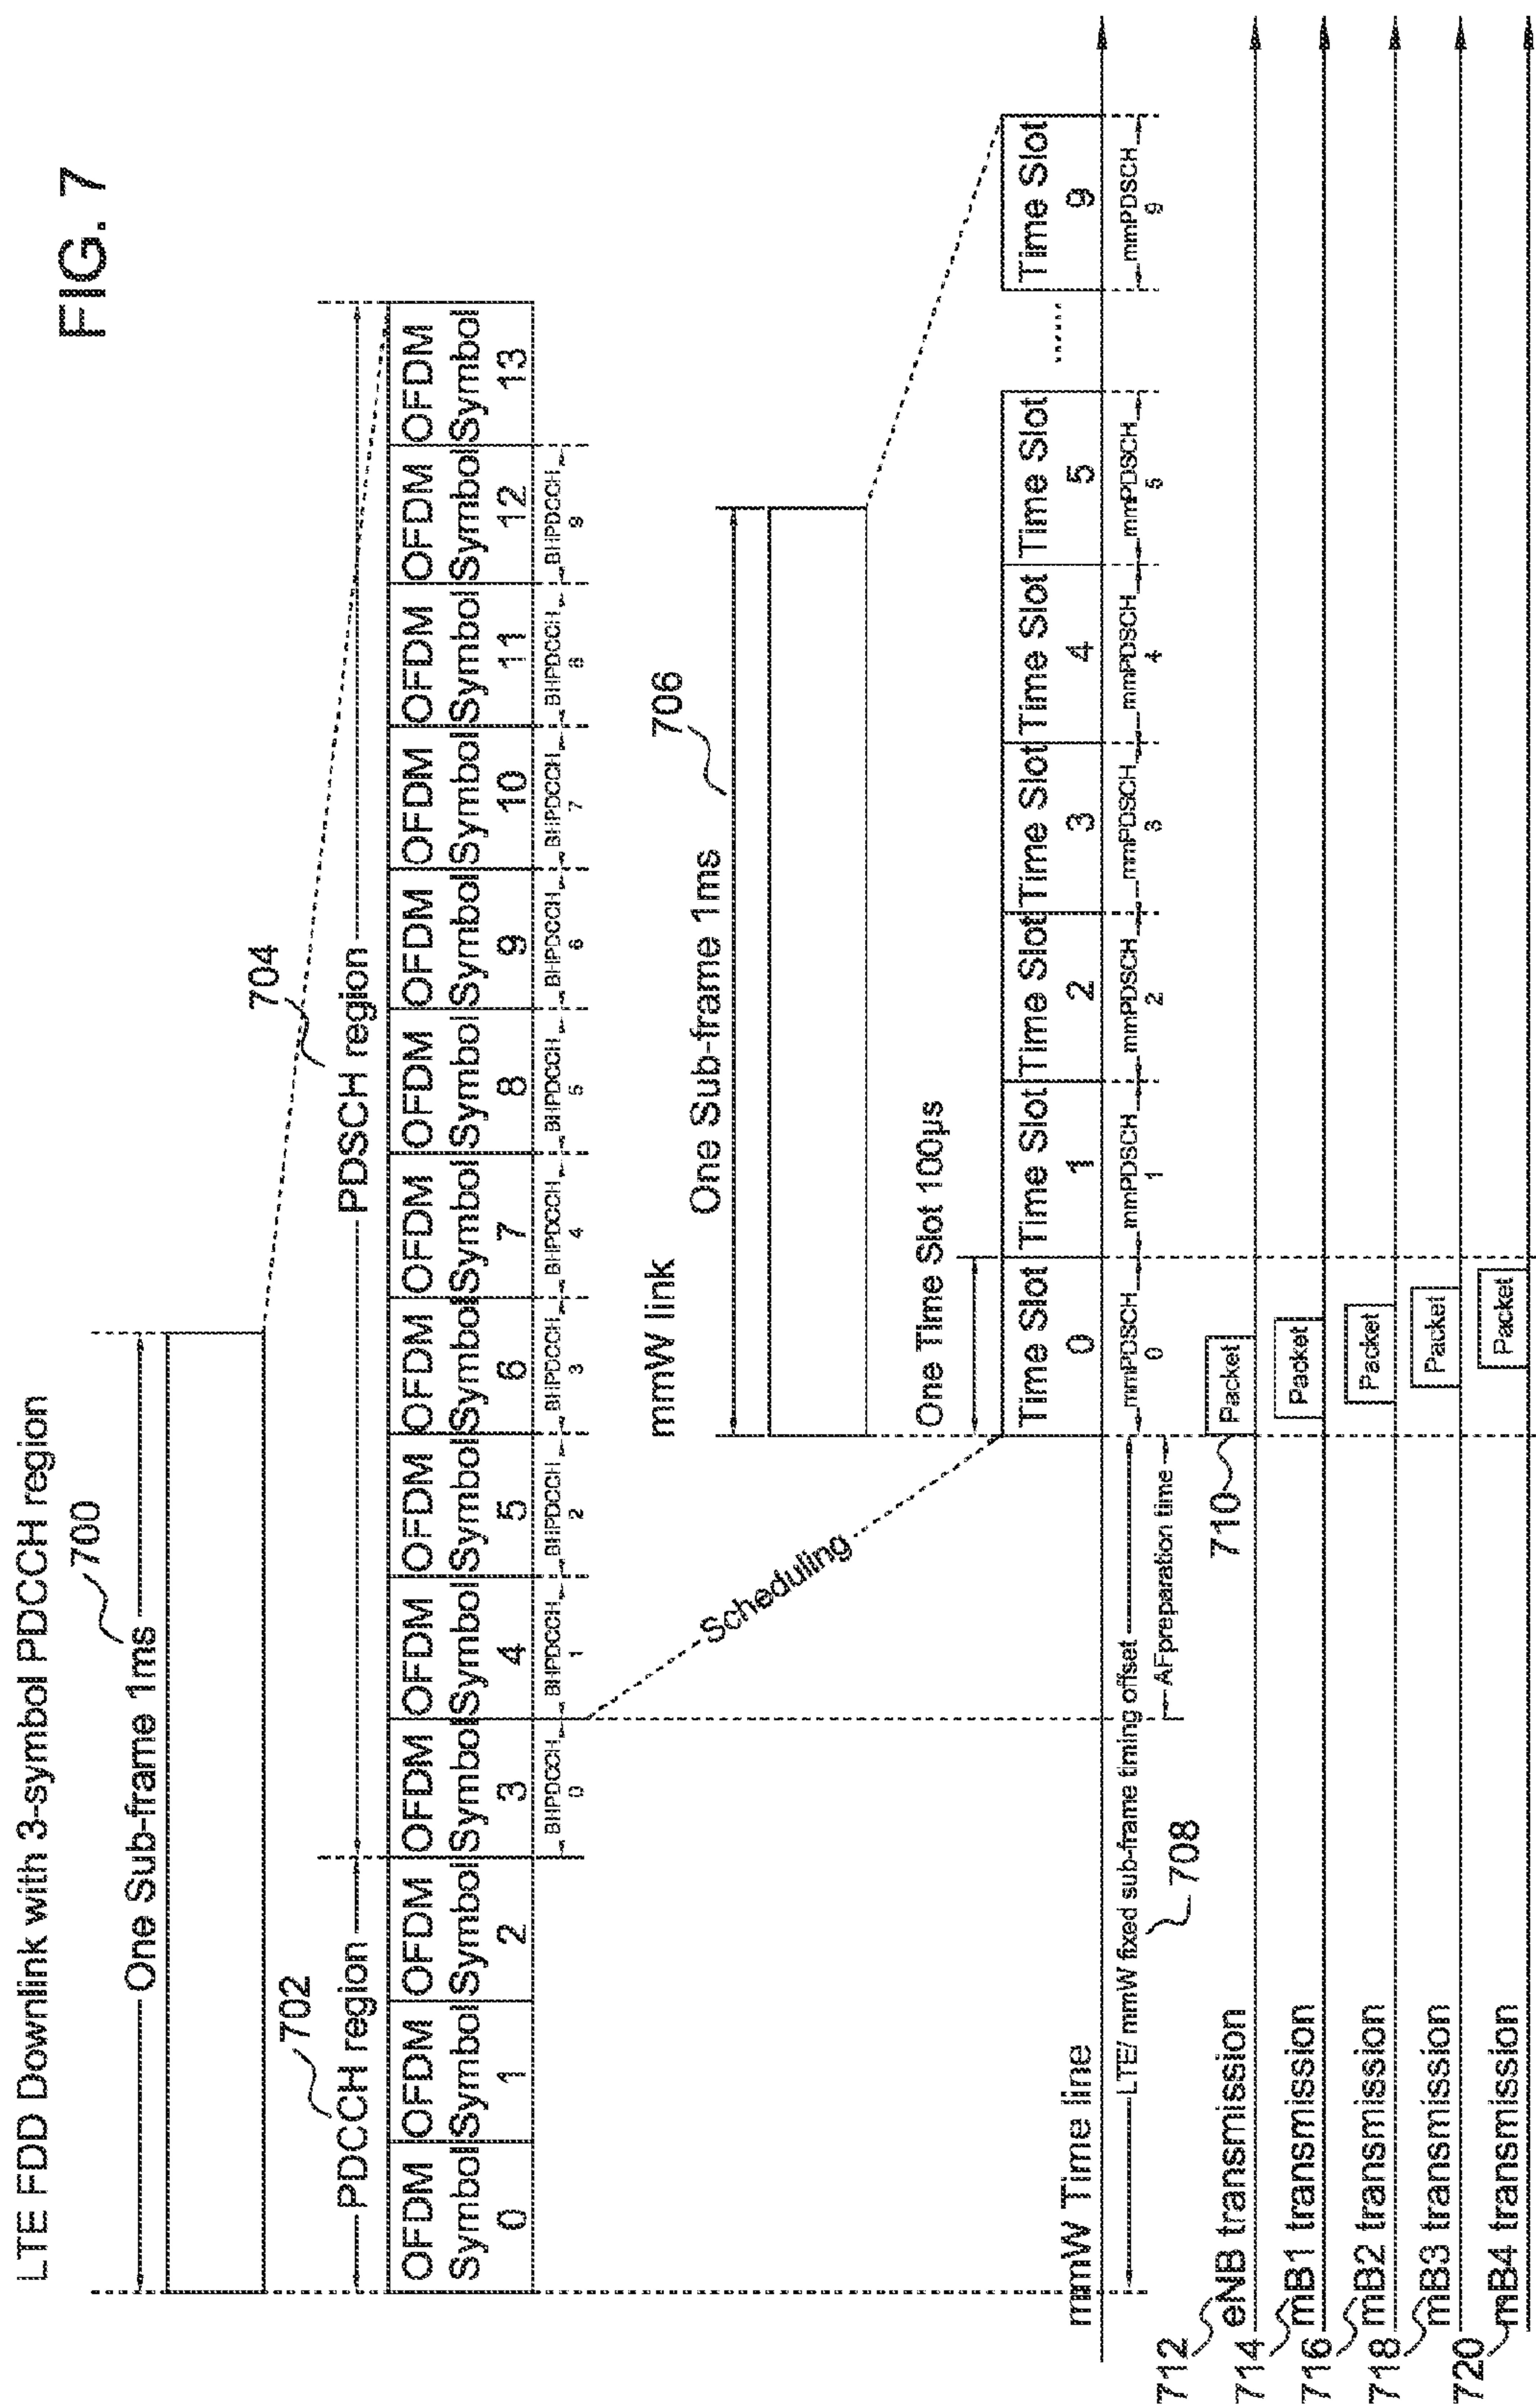 FIG. 7
LTE FDD Downlink with 3-symbol PDCCH region
700
One Sub-frame 1ms
702
704
PDCCH region
PDSCH region
OFDM Symbol 0
OFDM Symbol 1
OFDM Symbol 2
OFDM Symbol 3
OFDM Symbol 4
OFDM Symbol 5
OFDM Symbol 6
OFDM Symbol 7
OFDM Symbol 8
OFDM Symbol 9
OFDM Symbol 10
OFDM Symbol 11
OFDM Symbol 12
OFDM Symbol 13
BHPDCCH 0
BHPDCCH 1
BHPDCCH 2
BHPDCCH 3
BHPDCCH 4
BHPDCCH 5
BHPDCCH 6
BHPDCCH 7
BHPDCCH 8
BHPDCCH 9
Scheduling
mmW link
706
One Sub-frame 1ms
One Time Slot 100µs
Time Slot 0
Time Slot 1
Time Slot 2
Time Slot 3
Time Slot 4
Time Slot 5
......
Time Slot 9
mmW Time line
LTE/ mmW fixed sub-frame timing offset
708
AFpreparation time
mmPDSCH 0
mmPDSCH 1
mmPDSCH 2
mmPDSCH 3
mmPDSCH 4
mmPDSCH 5
mmPDSCH 9
712
eNB transmission
710
Packet
714
mB1 transmission
Packet
716
mB2 transmission
Packet
718
mB3 transmission
Packet
720
mB4 transmission
Packet